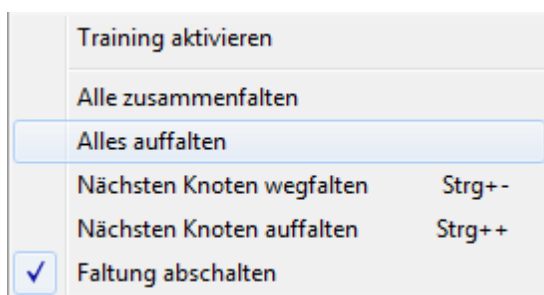 Training aktivieren
Alle zusammenfalten
Alles auffalten
Nächsten Knoten wegfalten Strg+-
Nächsten Knoten auffalten Strg++
Faltung abschalten